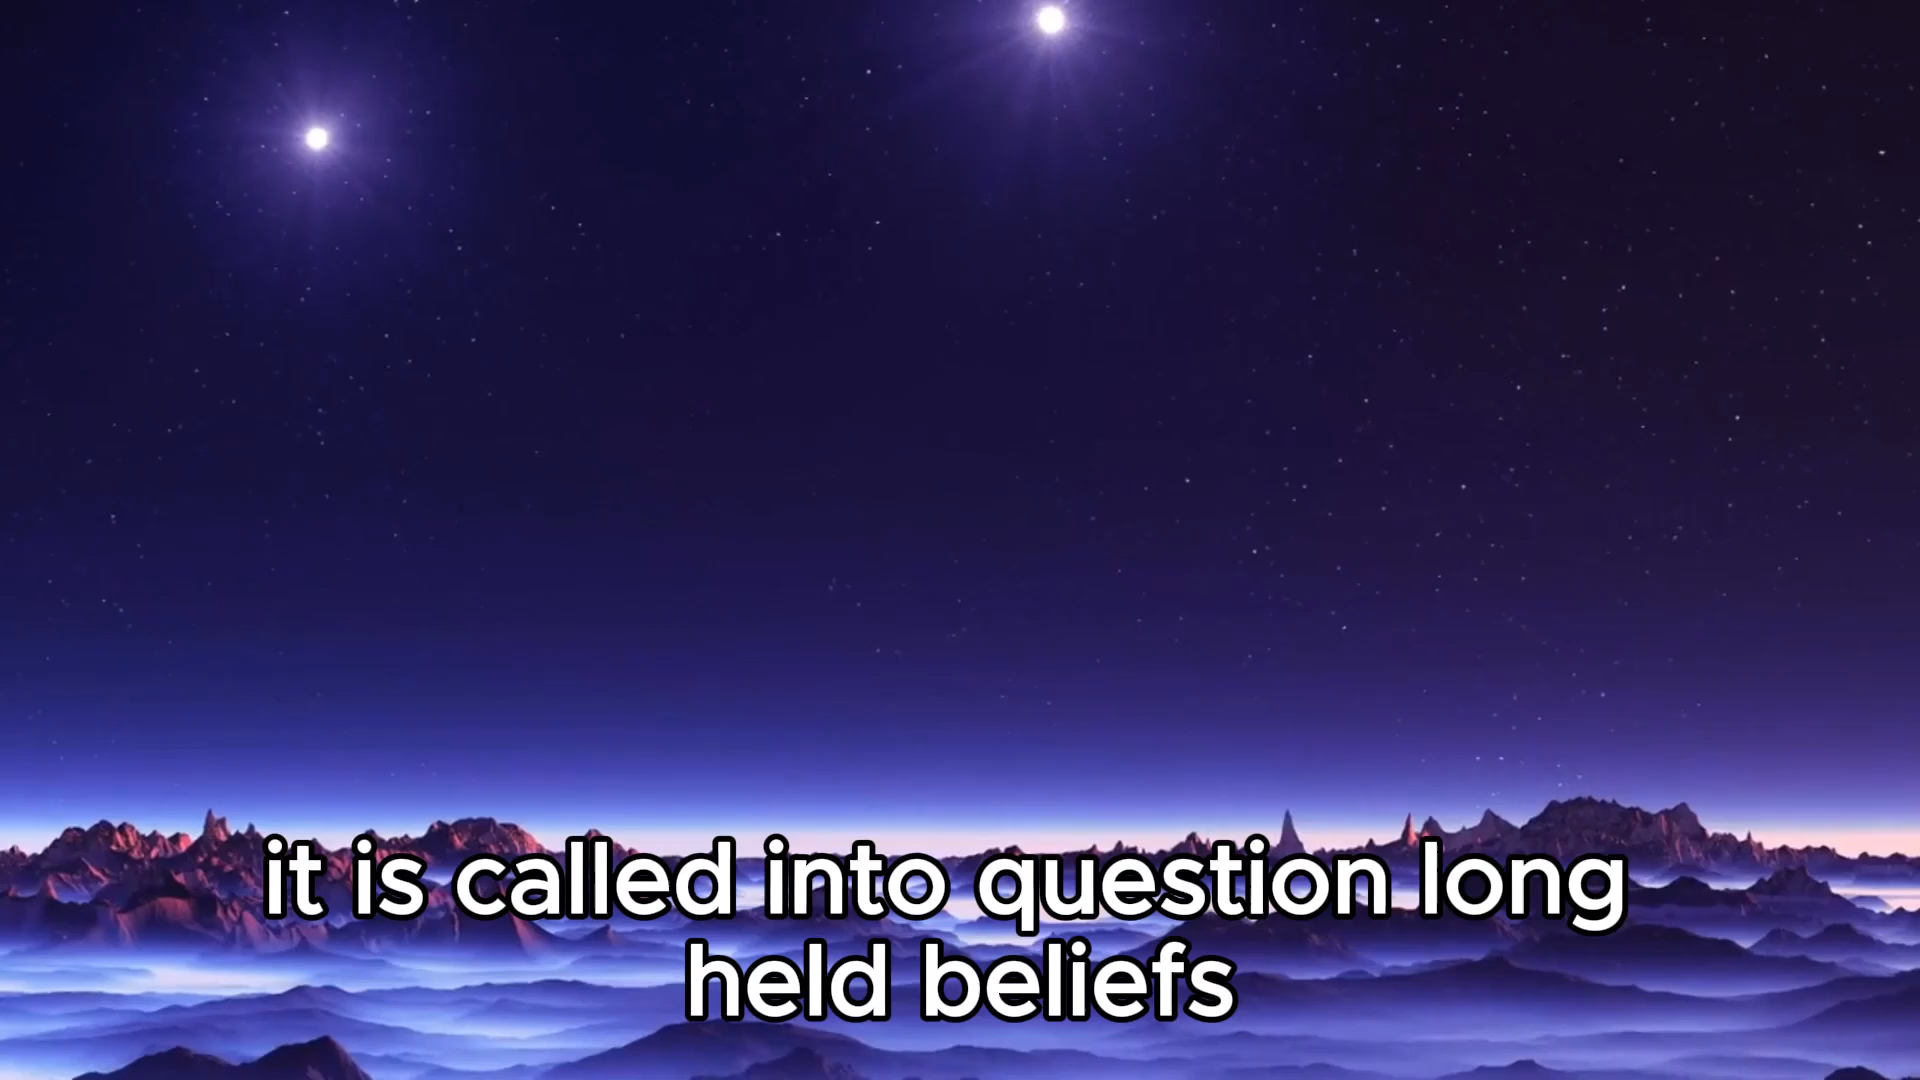 it is called into question long
held beliefs